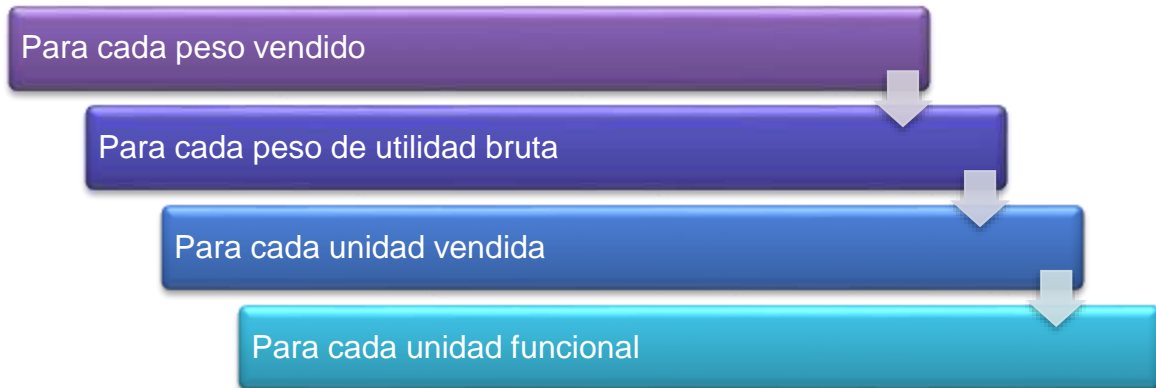 Para cada peso vendido
Para cada peso de utilidad bruta
Para cada unidad vendida
Para cada unidad funcional